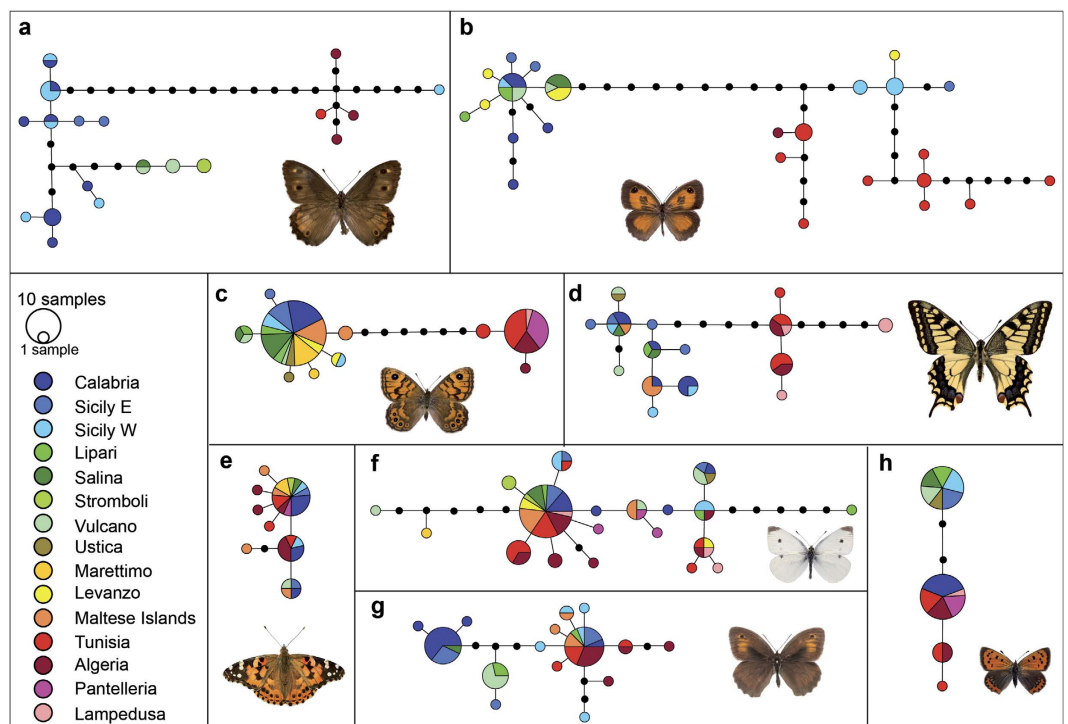 a
b
10 samples
1 sample
Calabria
Sicily E
Sicily W
Lipari
Salina
Stromboli
Vulcano
Ustica
Marettimo
Levanzo
Maltese Islands
Tunisia
Algeria
Pantelleria
Lampedusa
c
d
e
f
g
h